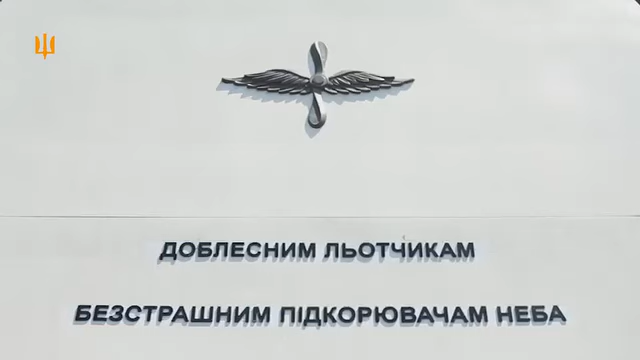 ДОБЛЕСНИМ ЛЬОТЧИКАМ
БЕЗСТРАШНИМ ПІДКОРЮВАЧАМ НЕБА